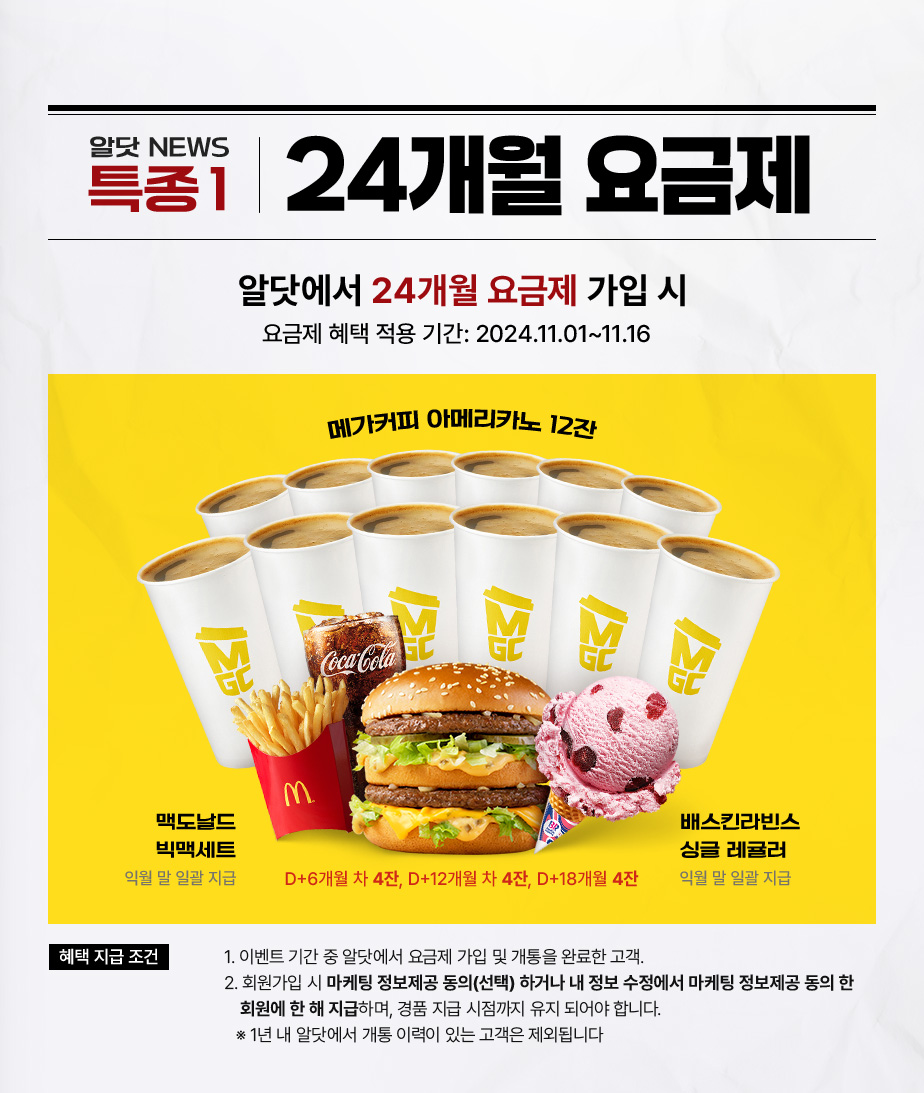 알닷 NEWS
특종1
24개월 요금제
알닷에서 24개월 요금제 가입 시
요금제 혜택 적용 기간: 2024.11.01~11.16
메가커피 아메리카노 12잔
MGC
M
MGC
MGC
MGC
MGC
Coca-Cola
M
BR
맥도날드
빅맥세트
익월 말 일괄 지급
D+6개월 차 4잔, D+12개월 차 4잔, D+18개월 4잔
배스킨라빈스
싱글 레귤러
익월 말 일괄 지급
혜택 지급 조건
1. 이벤트 기간 중 알닷에서 요금제 가입 및 개통을 완료한 고객.
2. 회원가입 시 마케팅 정보제공 동의(선택) 하거나 내 정보 수정에서 마케팅 정보제공 동의 한
회원에 한 해 지급하며, 경품 지급 시점까지 유지 되어야 합니다.
※ 1년 내 알닷에서 개통 이력이 있는 고객은 제외됩니다